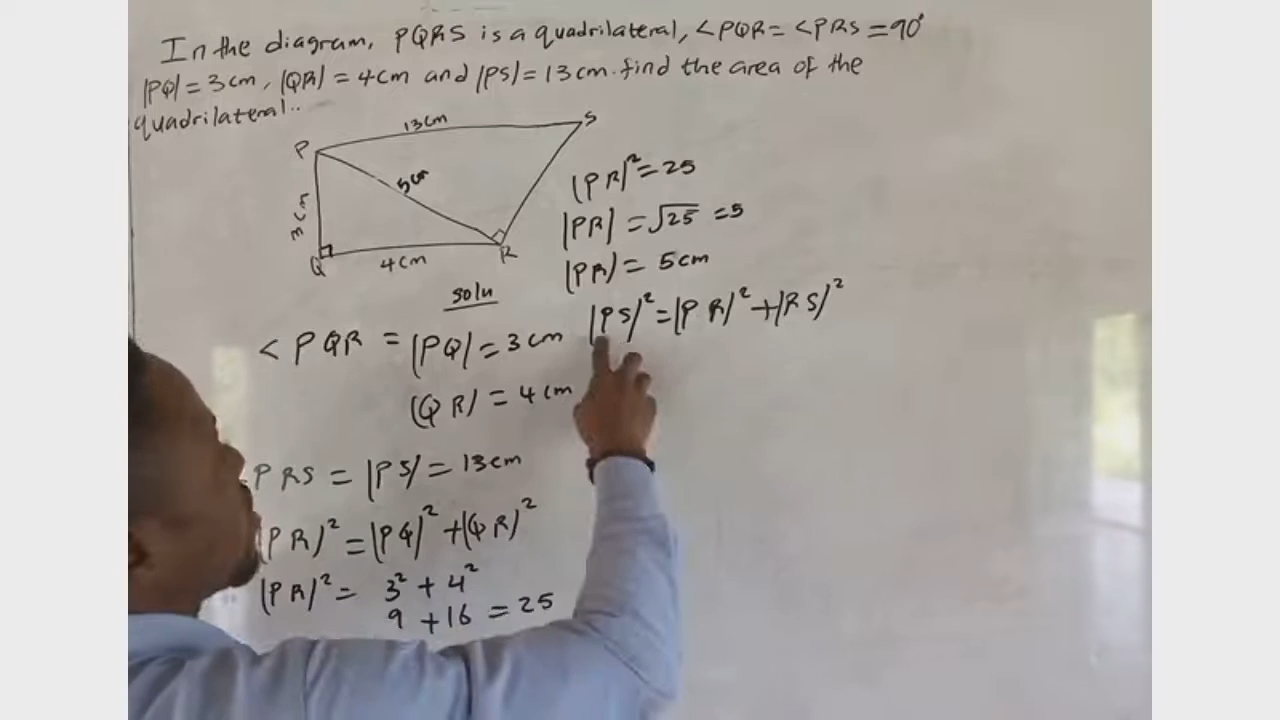 In the diagram, PQRS is a quadrilateral, <PQR = <PRS = 90°
|PQ| = 3cm, |QR| = 4cm and |PS| = 13cm. find the area of the
quadrilateral..
13cm
S
P
5cm
3cm
Q
4cm
R
|PR|² = 25
|PR| = √25 = 5
|PR| = 5cm
|PS|² = |PR|² + |RS|²
solu
< PQR = |PQ| = 3cm
|QR| = 4cm
PRS = |PS| = 13cm
|PR|² = |PQ|² + |QR|²
|PR|² = 3² + 4²
9 + 16 = 25